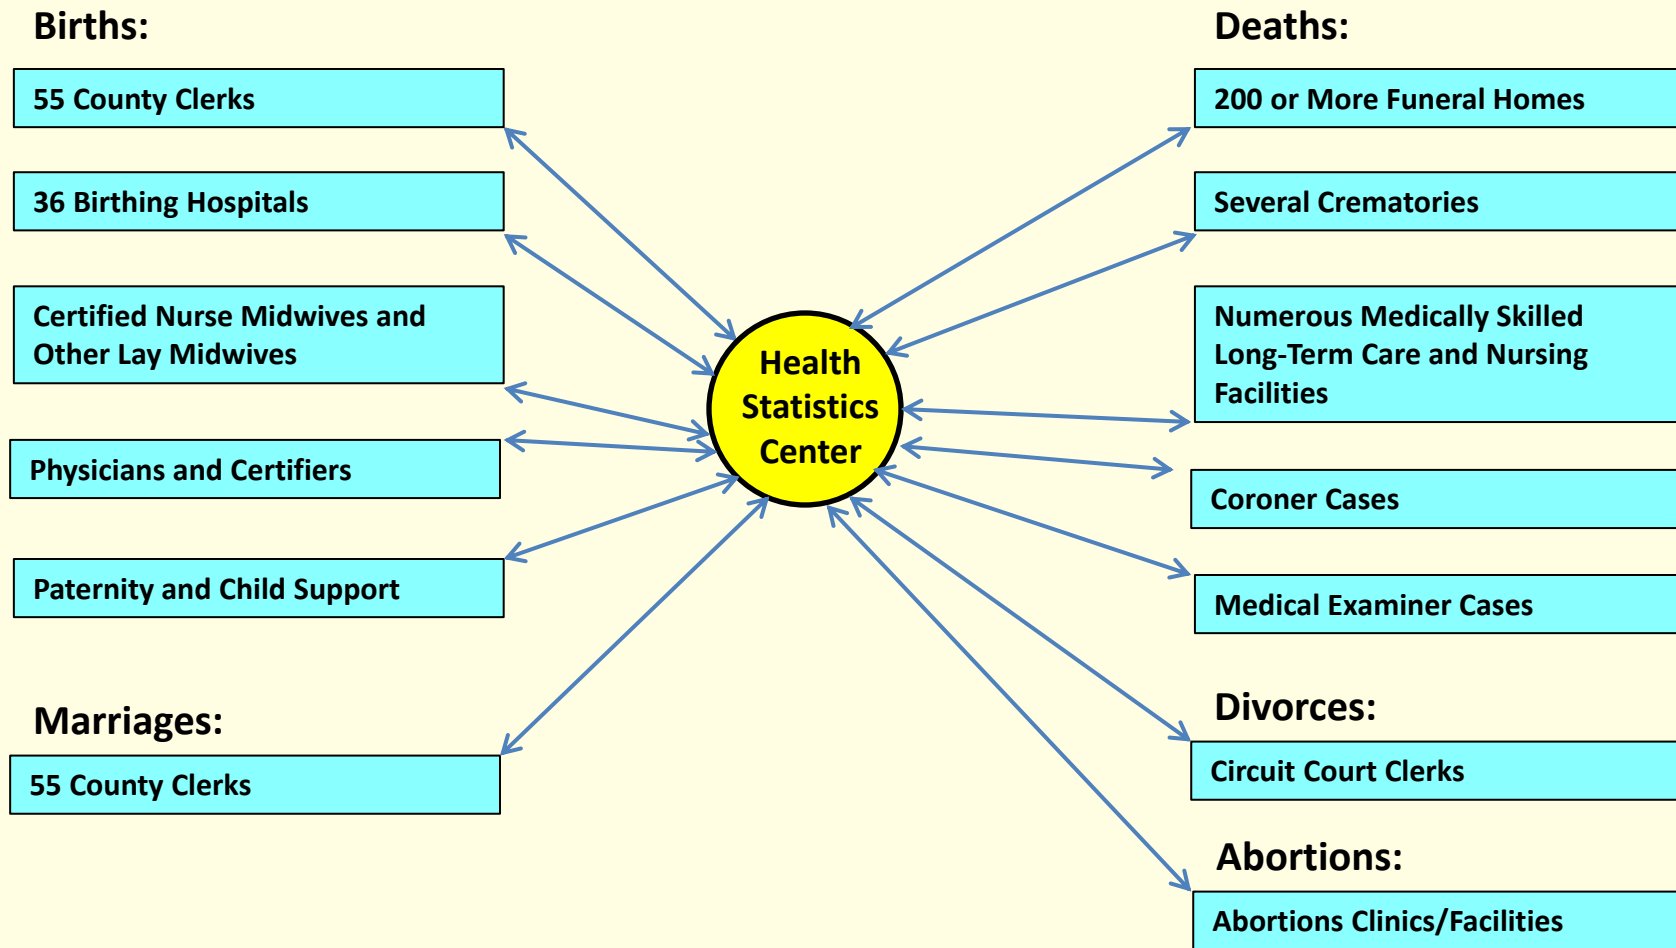 Births:
55 County Clerks
36 Birthing Hospitals
Certified Nurse Midwives and
Other Lay Midwives
Physicians and Certifiers
Paternity and Child Support
Marriages:
55 County Clerks
Health
Statistics
Center
Deaths:
200 or More Funeral Homes
Several Crematories
Numerous Medically Skilled
Long-Term Care and Nursing
Facilities
Coroner Cases
Medical Examiner Cases
Divorces:
Circuit Court Clerks
Abortions:
Abortions Clinics/Facilities